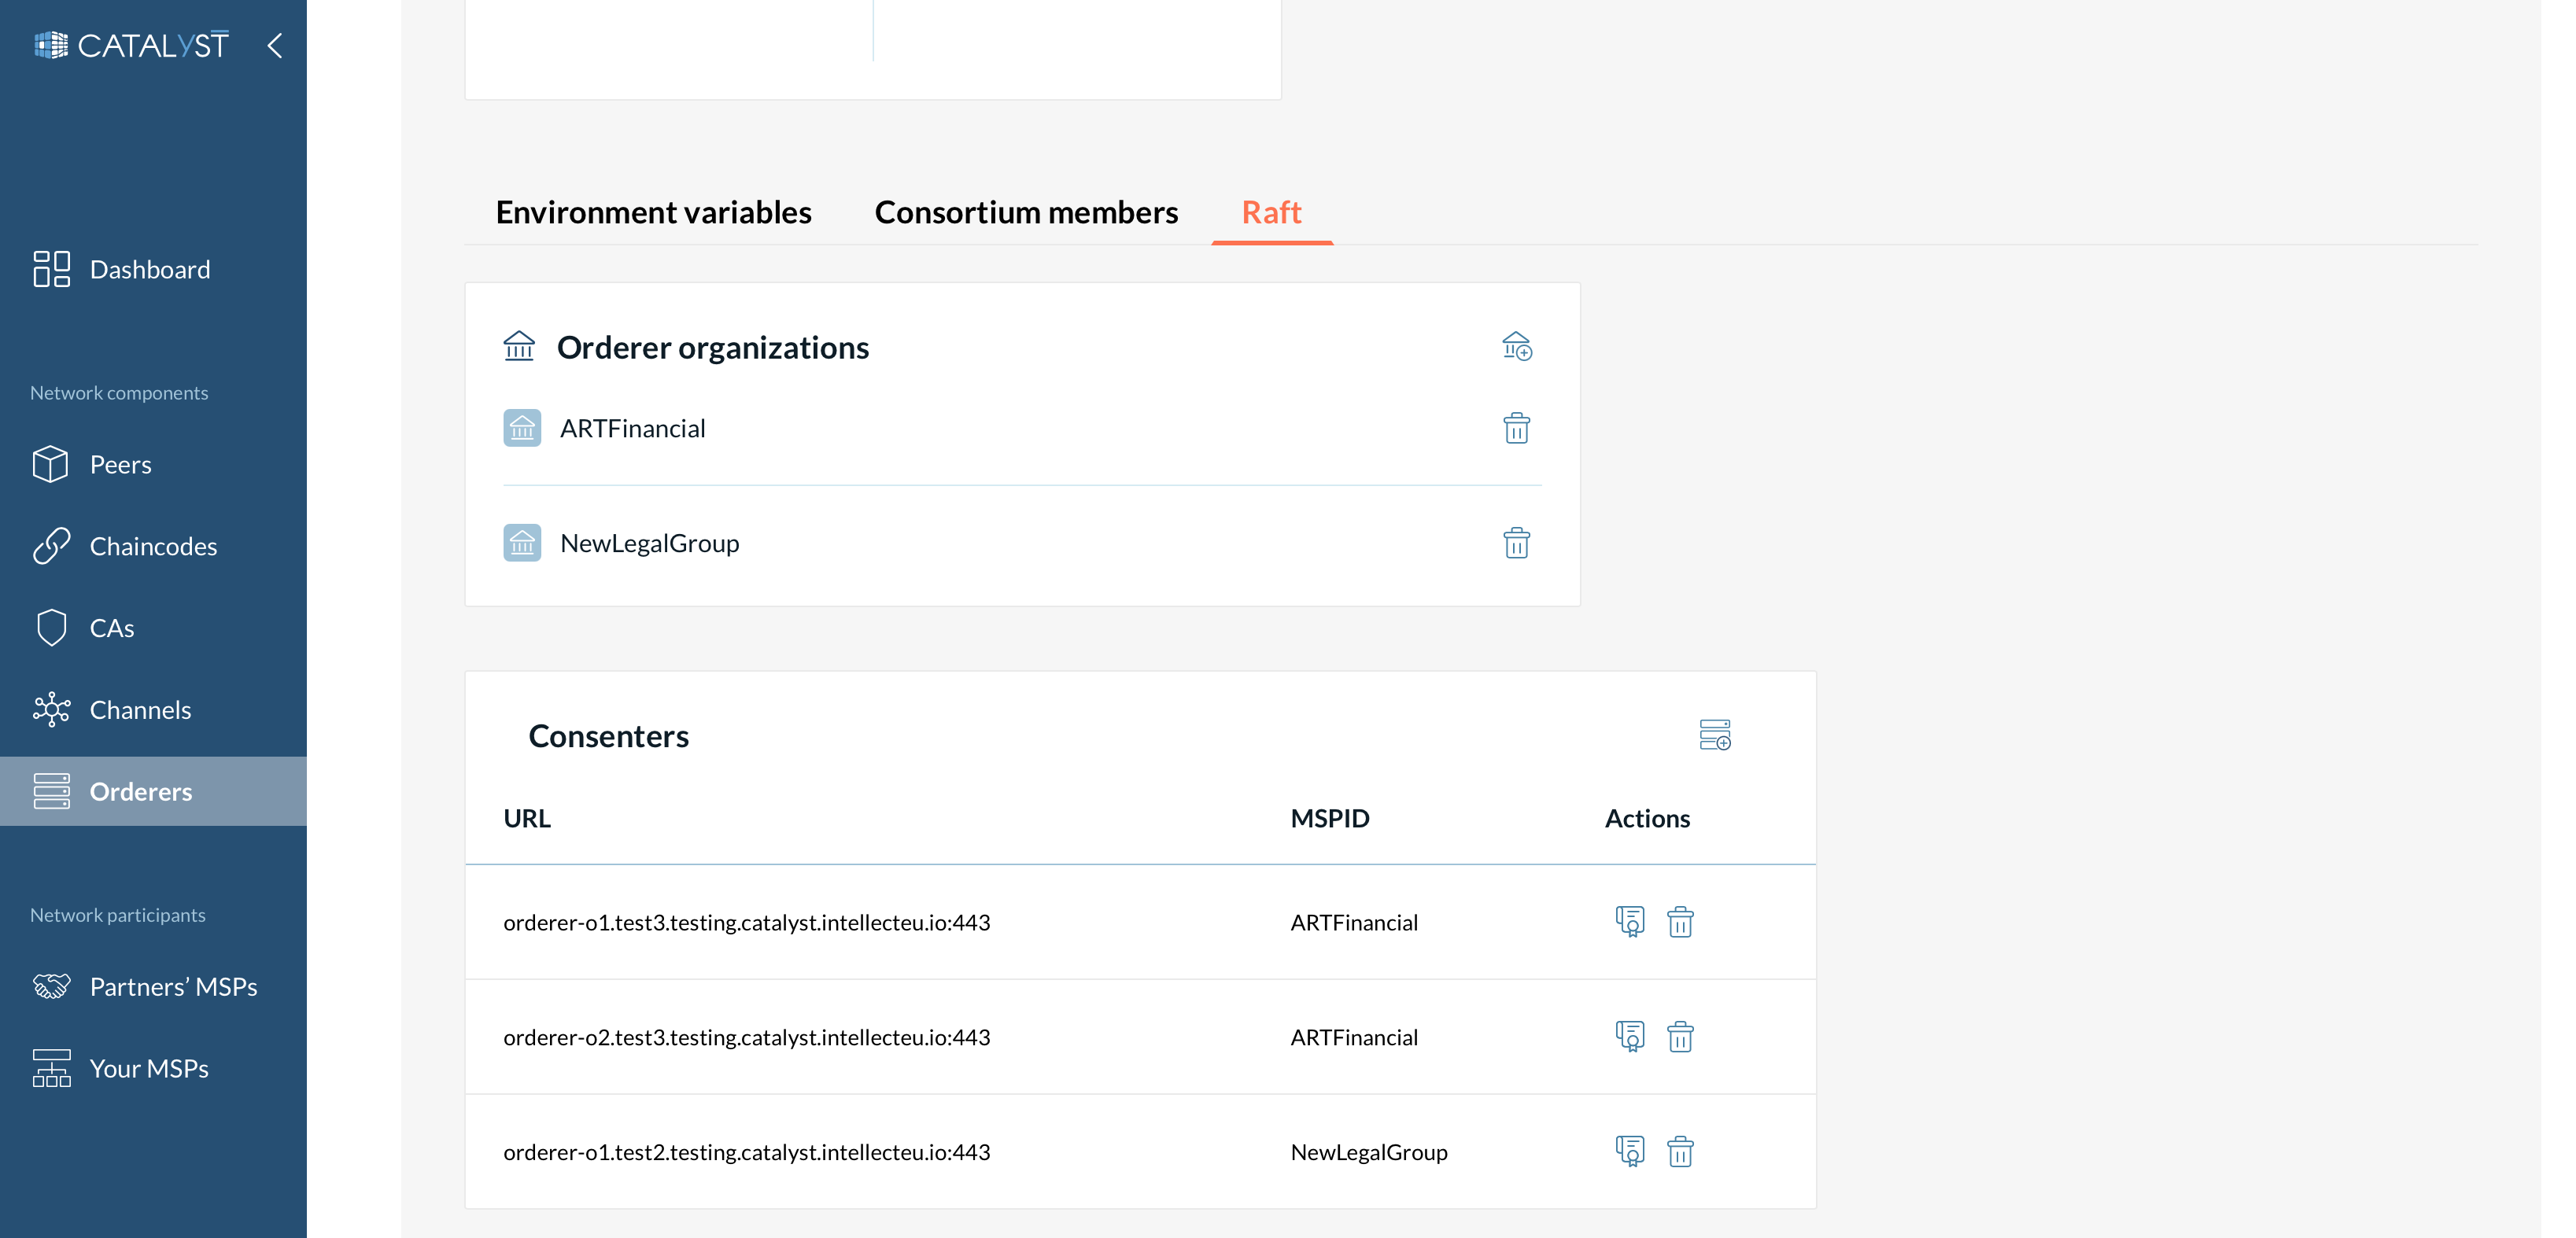 CATALYST
Dashboard
Network components
Peers
Chaincodes
CAs
Channels
Orderers
Network participants
Partners’ MSPs
Your MSPs
Environment variables
Consortium members
Raft
Orderer organizations
ARTFinancial
NewLegalGroup
Consenters
URL MSPID Actions
orderer-o1.test3.testing.catalyst.intellecteu.io:443 ARTFinancial
orderer-o2.test3.testing.catalyst.intellecteu.io:443 ARTFinancial
orderer-o1.test2.testing.catalyst.intellecteu.io:443 NewLegalGroup